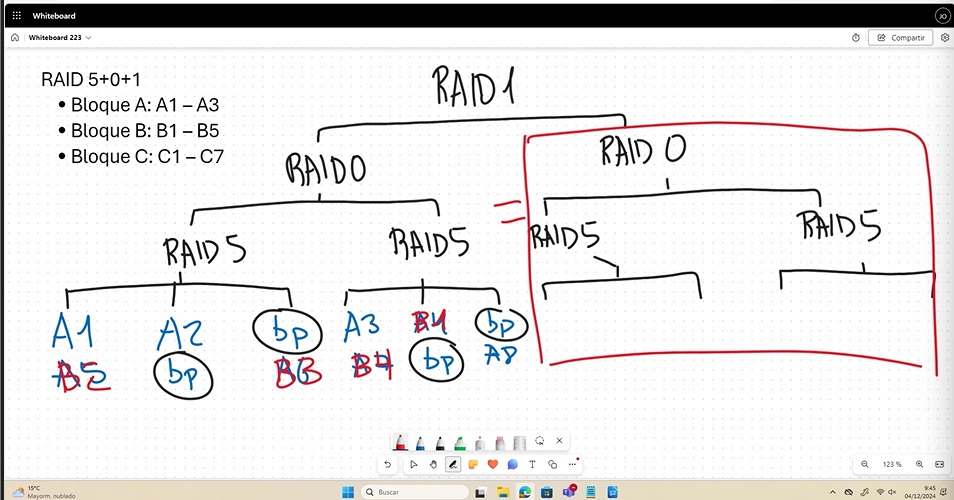 Whiteboard
JO
Whiteboard 223
Compartir
RAID 5+0+1
• Bloque A: A1 – A3
• Bloque B: B1 – B5
• Bloque C: C1 – C7
RAID 1
RAID 0
RAID 0
RAID 5
RAID 5
RAID 5
RAID 5
A1 A2 bp A3 bp
bp bp A8
B2 B3 B4
T
123 %
15°C
Mayorm. nublado
Buscar
9:45
04/12/2024